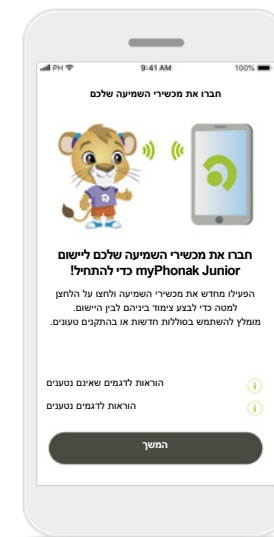 PH 9:41 AM 100%
חברו את מכשירי השמיעה שלכם
חברו את מכשירי השמיעה שלכם ליישום
myPhonak Junior כדי להתחיל!
הפעילו מחדש את מכשירי השמיעה ולחצו על הלחצן
למטה כדי לבצע צימוד ביניהם לבין היישום.
מומלץ להשתמש בסוללות חדשות או בהתקנים טעונים.
הוראות לדגמים שאינם נטענים
הוראות לדגמים נטענים
המשך